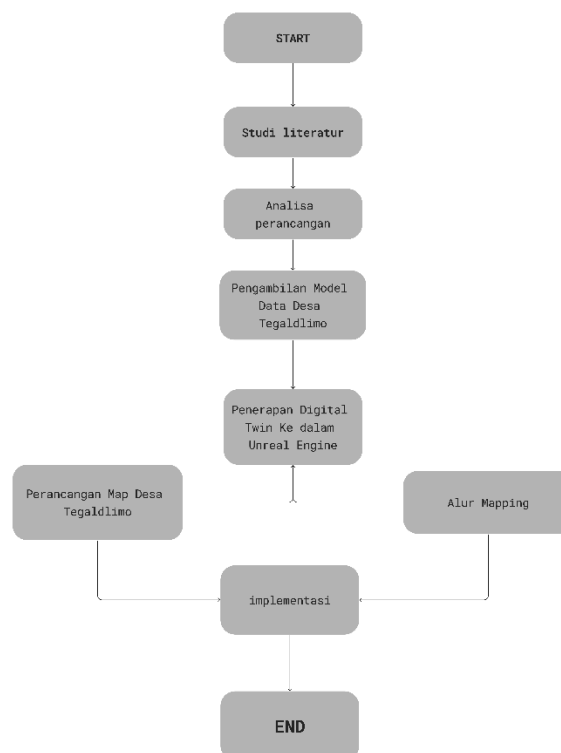 START
Studi literatur
Analisa
perancangan
Pengambilan Model
Data Desa
Tegaldlimo
Penerapan Digital
Twin Ke dalam
Unreal Engine
Perancangan Map Desa
Tegaldlimo
Alur Mapping
implementasi
END